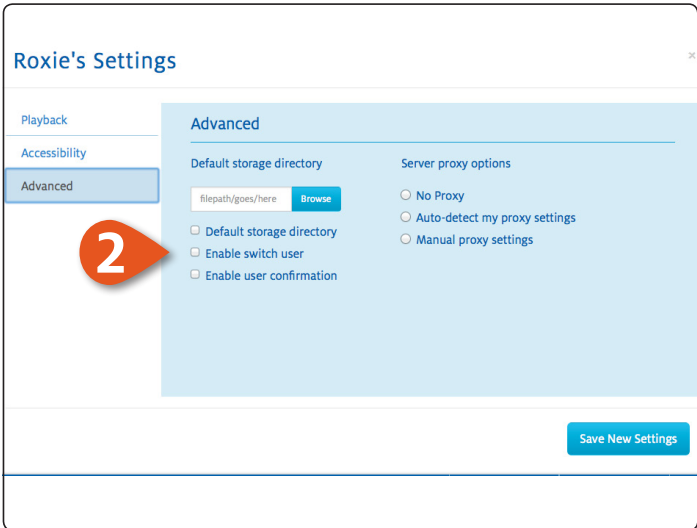 Roxie's Settings
×
Playback
Accessibility
Advanced
Advanced
Default storage directory
filepath/goes/here
Browse
Default storage directory
Enable switch user
Enable user confirmation
Server proxy options
No Proxy
Auto-detect my proxy settings
Manual proxy settings
2
Save New Settings